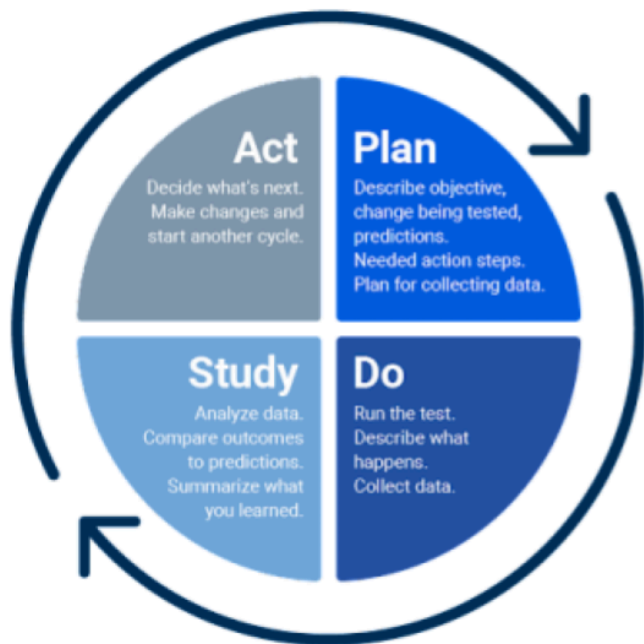 Act
Decide what's next.
Make changes and
start another cycle.
Plan
Describe objective,
change being tested,
predictions.
Needed action steps.
Plan for collecting data.
Study
Analyze data.
Compare outcomes
to predictions.
Summarize what
you learned.
Do
Run the test.
Describe what
happens.
Collect data.